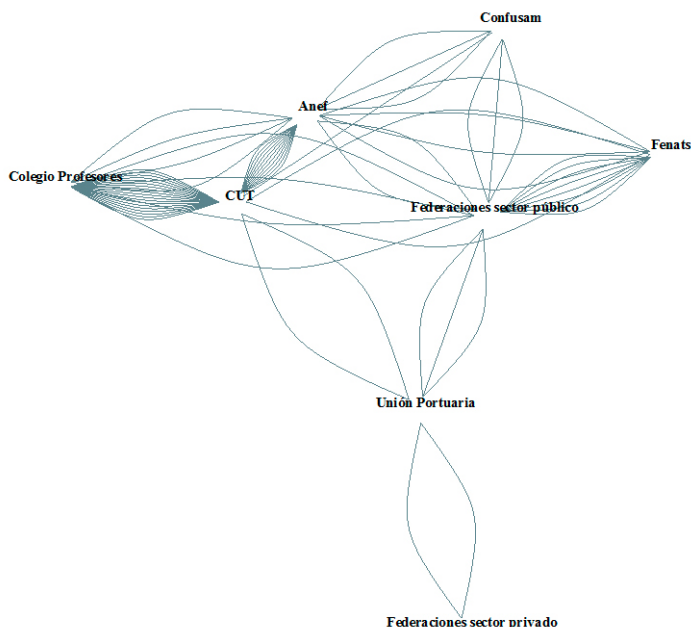 Confusam
Anef
Fenats
Colegio Profesores
CUT
Federaciones sector público
Unión Portuaria
Federaciones sector privado